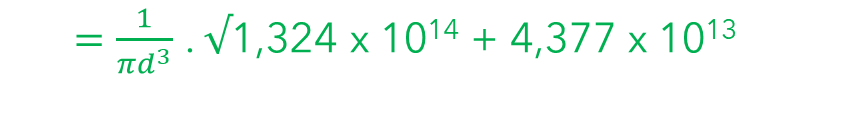 = 1/πd³ . √1,324 x 10¹⁴ + 4,377 x 10¹³